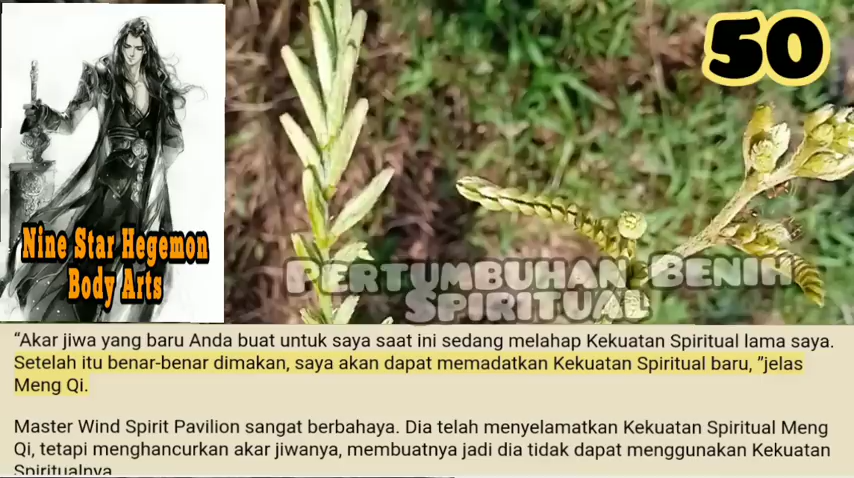 50
Nine Star Hegemon
Body Arts
PERTUMBUHAN BENIH
SPIRITUAL
“Akar jiwa yang baru Anda buat untuk saya saat ini sedang melahap Kekuatan Spiritual lama saya.
Setelah itu benar-benar dimakan, saya akan dapat memadatkan Kekuatan Spiritual baru, ”jelas
Meng Qi.
Master Wind Spirit Pavilion sangat berbahaya. Dia telah menyelamatkan Kekuatan Spiritual Meng
Qi, tetapi menghancurkan akar jiwanya, membuatnya jadi dia tidak dapat menggunakan Kekuatan
Spiritualnya